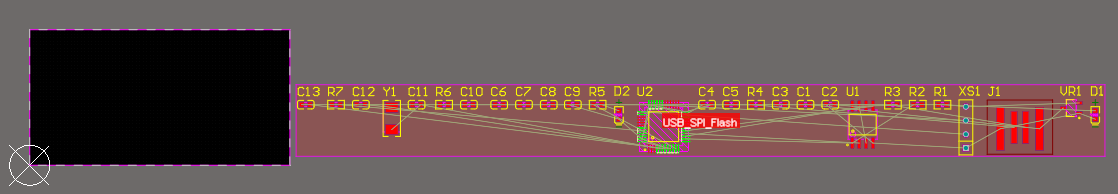 C13 R7 C12 Y1 C11 R6 C10 C6 C7 C8 C9 R5 D2 U2 C4 C5 R4 C3 C1 C2 U1 R3 R2 R1 XS1 J1 VR1 D1
USB_SPI_Flash